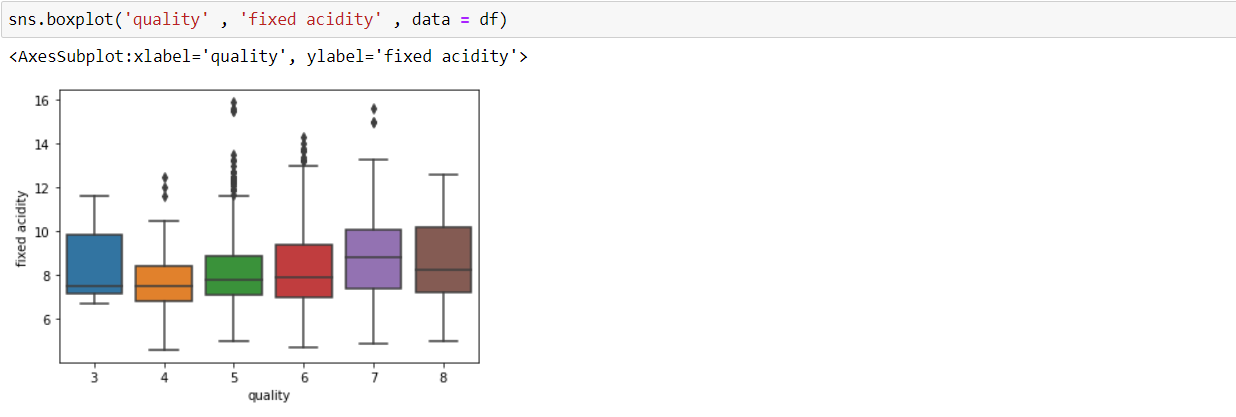 sns.boxplot('quality' , 'fixed acidity' , data = df)
<AxesSubplot:xlabel='quality', ylabel='fixed acidity'>
16
14
12
10
8
6
fixed acidity
3 4 5 6 7 8
quality